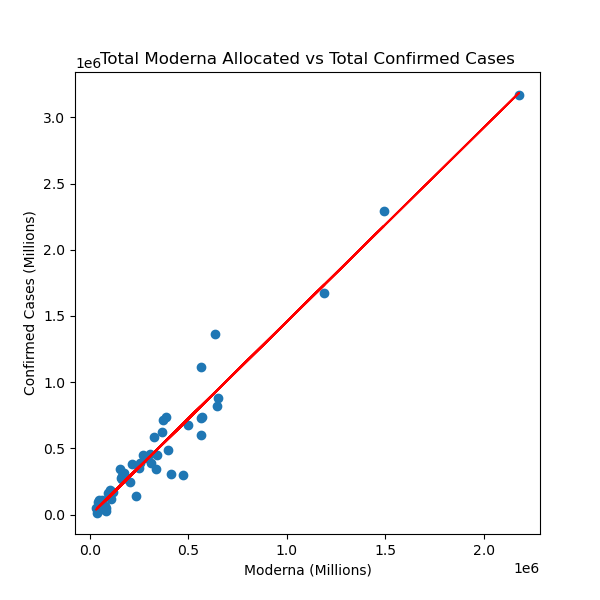 Total Moderna Allocated vs Total Confirmed Cases
1e6
3.0
2.5
2.0
1.5
1.0
0.5
0.0
Confirmed Cases (Millions)
0.0 0.5 1.0 1.5 2.0
1e6
Moderna (Millions)